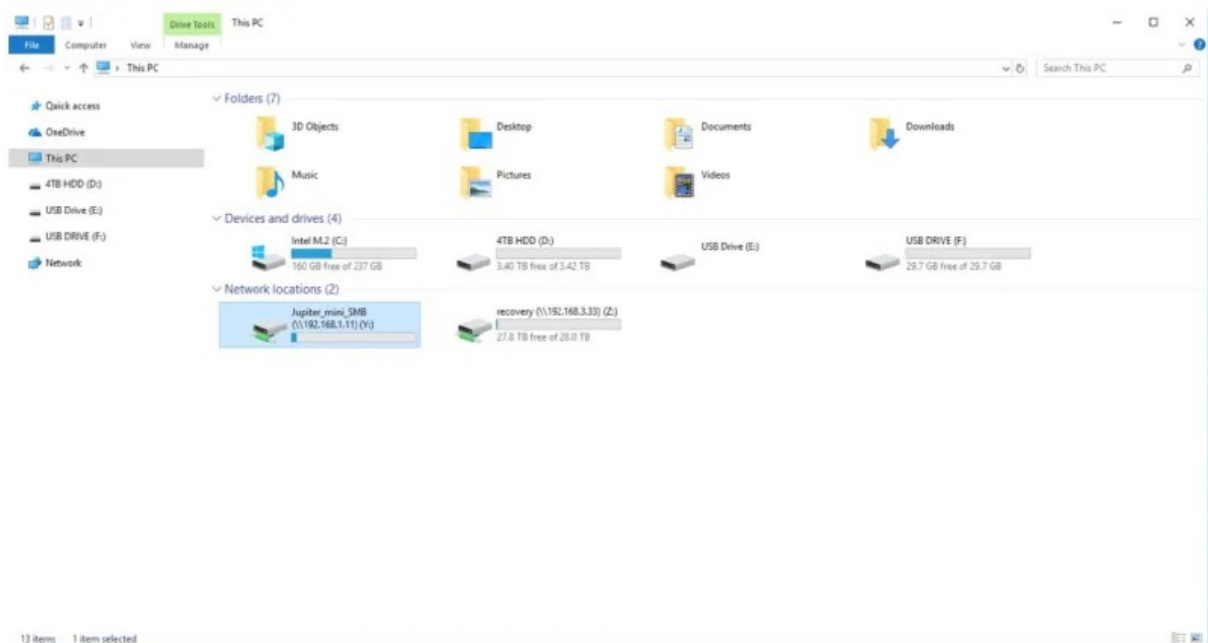 Drive Tools This PC
File Computer View Manage
This PC Search This PC
Quick access
OneDrive
This PC
4TB HDD (D:)
USB Drive (E:)
USB DRIVE (F:)
Network
Folders (7)
3D Objects Desktop Documents Downloads
Music Pictures Videos
Devices and drives (4)
Intel M.2 (C:)
160 GB free of 237 GB
4TB HDD (D:)
3.40 TB free of 3.42 TB
USB Drive (E:)
USB DRIVE (F:)
29.7 GB free of 29.7 GB
Network locations (2)
Jupiter_mini_SMB
(\\192.168.1.11) (Y:)
recovery (\\192.168.3.33) (Z:)
27.8 TB free of 28.0 TB
13 items 1 item selected